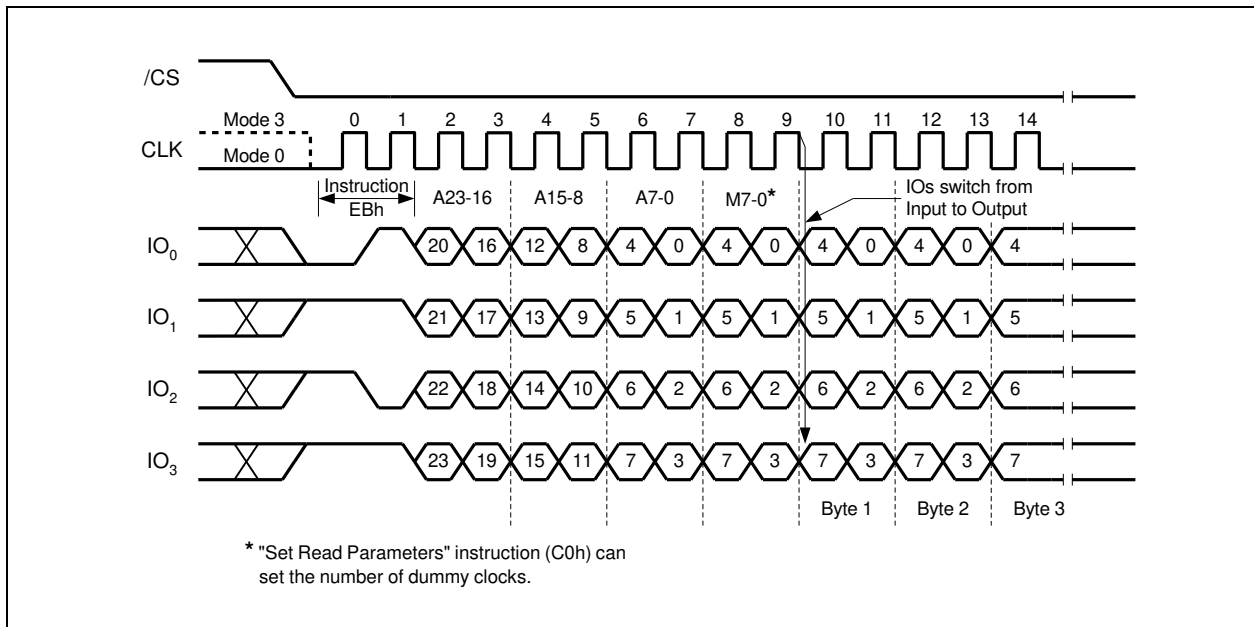 /CS
Mode 3 0 1 2 3 4 5 6 7 8 9 10 11 12 13 14
CLK
Mode 0
Instruction
EBh
A23-16 A15-8 A7-0 M7-0*
IOs switch from
Input to Output
IO0 20 16 12 8 4 0 4 0 4 0 4 0 4
IO1 21 17 13 9 5 1 5 1 5 1 5 1 5
IO2 22 18 14 10 6 2 6 2 6 2 6 2 6
IO3 23 19 15 11 7 3 7 3 7 3 7 3 7
Byte 1 Byte 2 Byte 3
* "Set Read Parameters" instruction (C0h) can
set the number of dummy clocks.